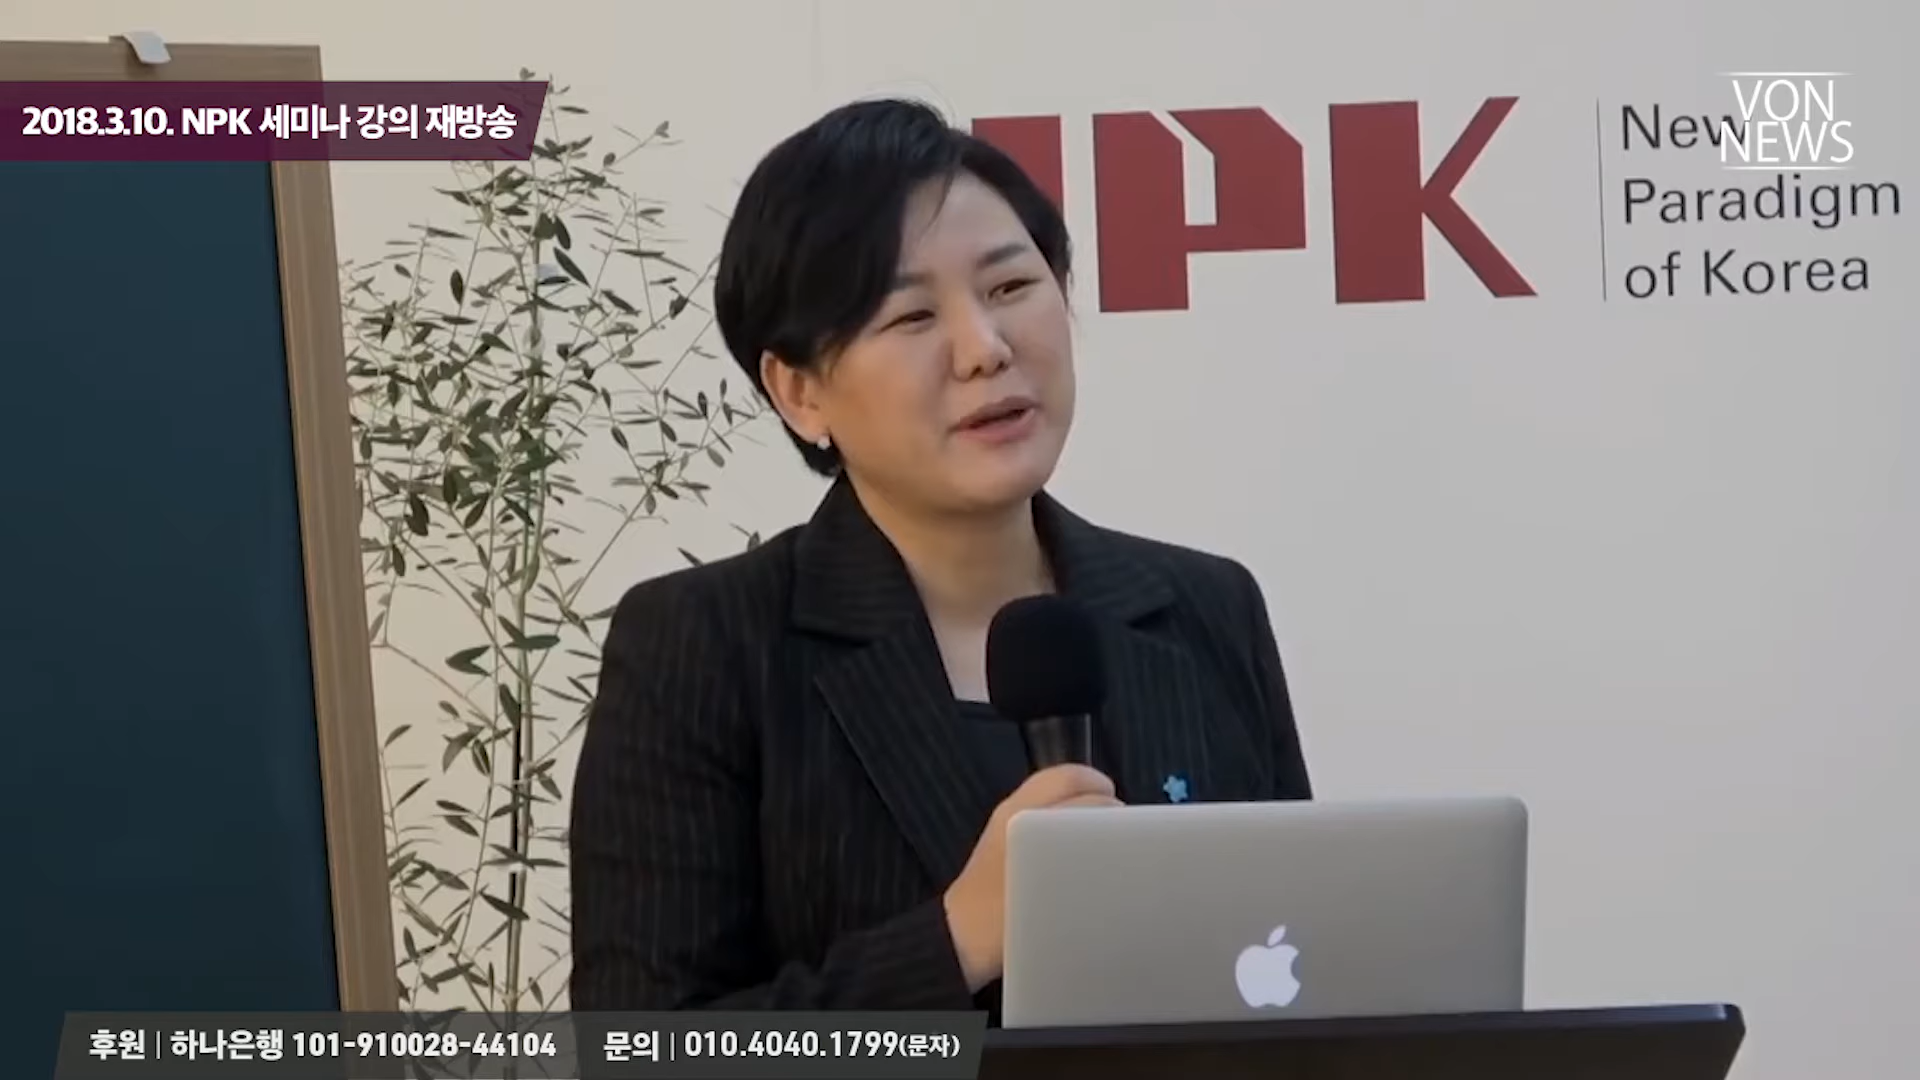 2018.3.10. NPK 세미나 강의 재방송
NPK
New
Paradigm
of Korea
VON
NEWS
후원 | 하나은행 101-910028-44104
문의 | 010.4040.1799(문자)